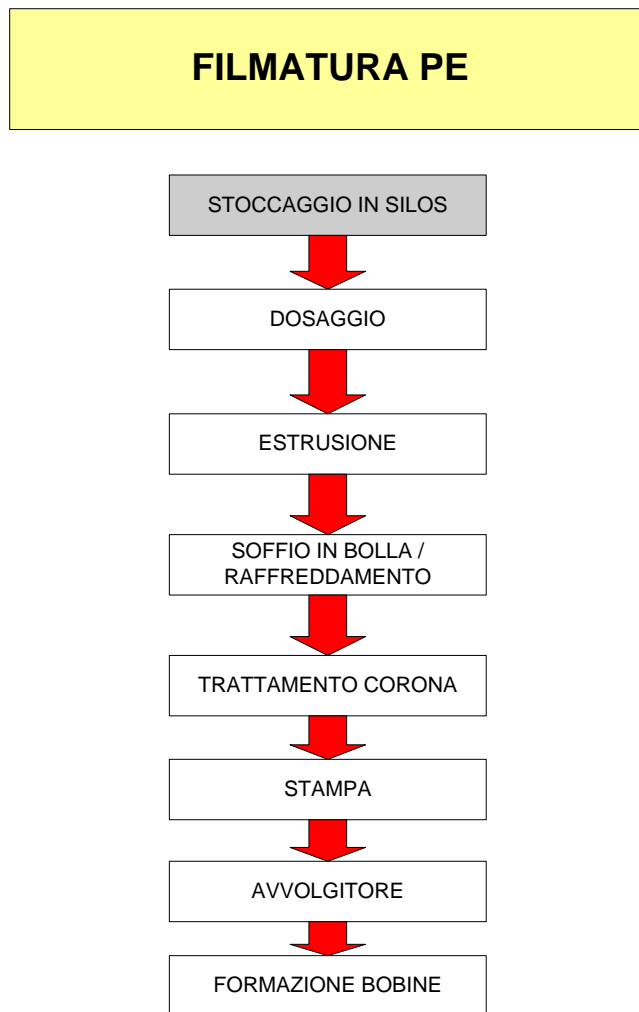 FILMATURA PE
STOCCAGGIO IN SILOS
DOSAGGIO
ESTRUSIONE
SOFFIO IN BOLLA /
RAFFREDDAMENTO
TRATTAMENTO CORONA
STAMPA
AVVOLGITORE
FORMAZIONE BOBINE